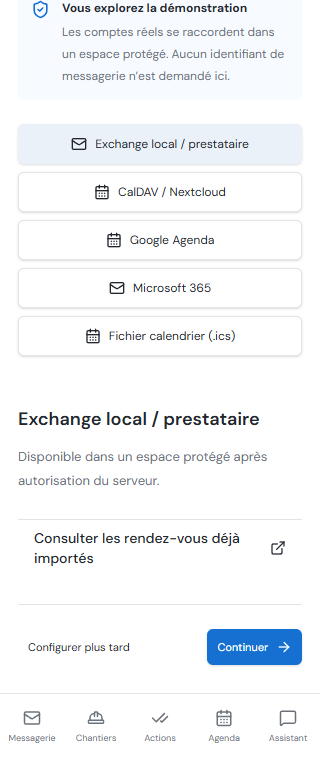 Vous explorez la démonstration
Les comptes réels se raccordent dans
un espace protégé. Aucun identifiant de
messagerie n'est demandé ici.
Exchange local / prestataire
CalDAV / Nextcloud
Google Agenda
Microsoft 365
Fichier calendrier (.ics)
Exchange local / prestataire
Disponible dans un espace protégé après
autorisation du serveur.
Consulter les rendez-vous déjà
importés
Configurer plus tard
Continuer
Messagerie
Chantiers
Actions
Agenda
Assistant